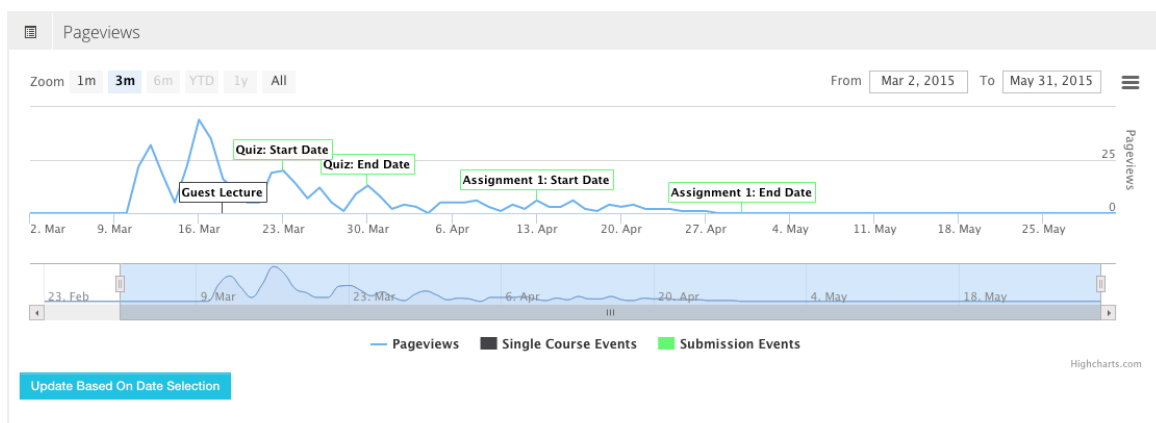 Pageviews
Zoom 1m 3m 6m YTD 1y All From Mar 2, 2015 To May 31, 2015
Pageviews
25
0
Quiz: Start Date
Quiz: End Date
Guest Lecture
Assignment 1: Start Date
Assignment 1: End Date
2. Mar 9. Mar 16. Mar 23. Mar 30. Mar 6. Apr 13. Apr 20. Apr 27. Apr 4. May 11. May 18. May 25. May
23. Feb 9. Mar 23. Mar 6. Apr 20. Apr 4. May 18. May
Pageviews Single Course Events Submission Events
Highcharts.com
Update Based On Date Selection